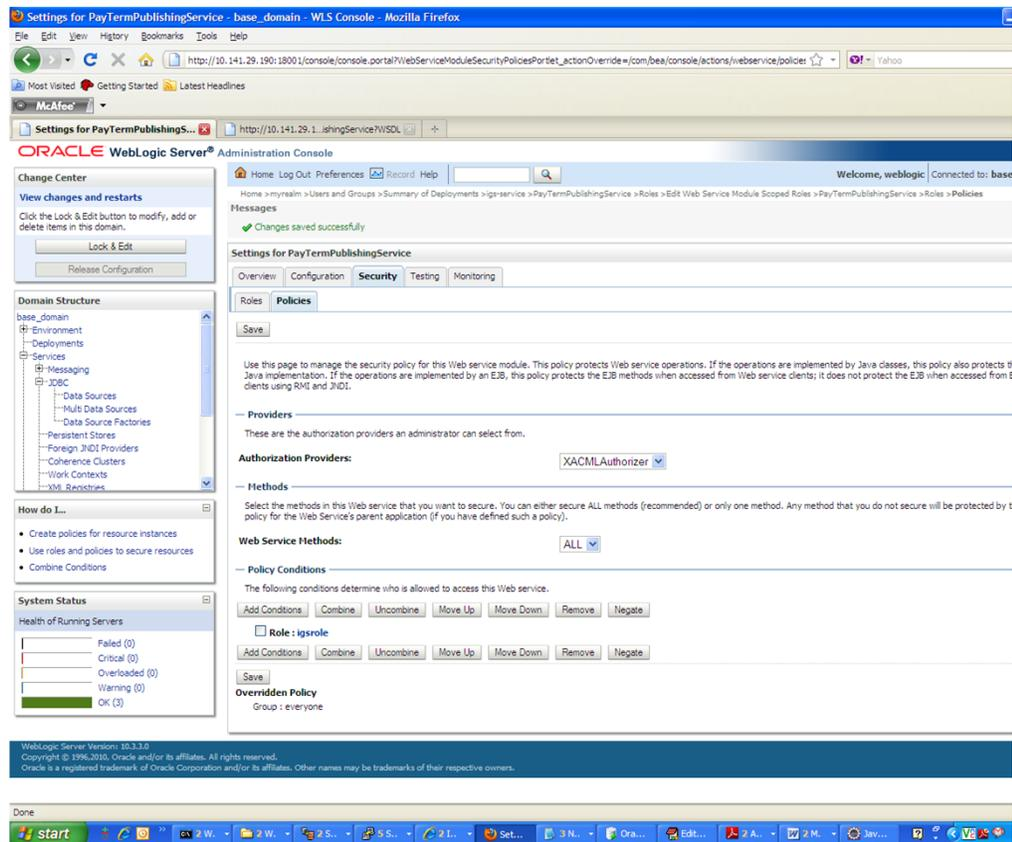 Settings for PayTermPublishingService - base_domain - WLS Console - Mozilla Firefox
File Edit View History Bookmarks Tools Help
http://10.141.29.190:18001/console/console.portal?WebServiceModuleSecurityPoliciesPortlet_actionOverride=/com/bea/console/actions/webservice/policies
Yahoo
Most Visited Getting Started Latest Headlines
McAfee
Settings for PayTermPublishingS... http://10.141.29.1...ishingService?WSDL
ORACLE WebLogic Server® Administration Console
Change Center
View changes and restarts
Click the Lock & Edit button to modify, add or
delete items in this domain.
Lock & Edit
Release Configuration
Domain Structure
base_domain
Environment
Deployments
Services
Messaging
JDBC
Data Sources
Multi Data Sources
Data Source Factories
Persistent Stores
Foreign JNDI Providers
Coherence Clusters
Work Contexts
XML Registries
How do I...
Create policies for resource instances
Use roles and policies to secure resources
Combine Conditions
System Status
Health of Running Servers
Failed (0)
Critical (0)
Overloaded (0)
Warning (0)
OK (3)
Home Log Out Preferences Record Help
Welcome, weblogic Connected to: base
Home >myrealm >Users and Groups >Summary of Deployments >igs-service >PayTermPublishingService >Roles >Edit Web Service Module Scoped Roles >PayTermPublishingService >Roles >Policies
Messages
Changes saved successfully
Settings for PayTermPublishingService
Overview Configuration Security Testing Monitoring
Roles Policies
Save
Use this page to manage the security policy for this Web service module. This policy protects Web service operations. If the operations are implemented by Java classes, this policy also protects
Java implementation. If the operations are implemented by an EJB, this policy protects the EJB methods when accessed from Web service clients; it does not protect the EJB when accessed from
clients using RMI and JNDI.
Providers
These are the authorization providers an administrator can select from.
Authorization Providers: XACMLAuthorizer
Methods
Select the methods in this Web service that you want to secure. You can either secure ALL methods (recommended) or only one method. Any method that you do not secure will be protected by
policy for the Web Service's parent application (if you have defined such a policy).
Web Service Methods: ALL
Policy Conditions
The following conditions determine who is allowed to access this Web service.
Add Conditions Combine Uncombine Move Up Move Down Remove Negate
Role : igsrole
Add Conditions Combine Uncombine Move Up Move Down Remove Negate
Save
Overridden Policy
Group : everyone
WebLogic Server Version: 10.3.3.0
Copyright © 1996,2010, Oracle and/or its affiliates. All rights reserved.
Oracle is a registered trademark of Oracle Corporation and/or its affiliates. Other names may be trademarks of their respective owners.
Done
start 2 W. 2 W. 2 S.. 5 S.. 2 I... Set... 3 N.. Ora... Edit... 2 A.. 2 M. Jav...